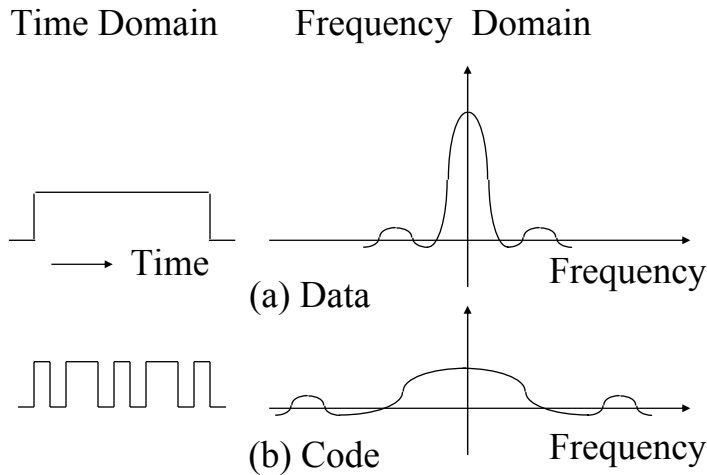 Time Domain
Frequency Domain
Time
Frequency
(a) Data
Frequency
(b) Code